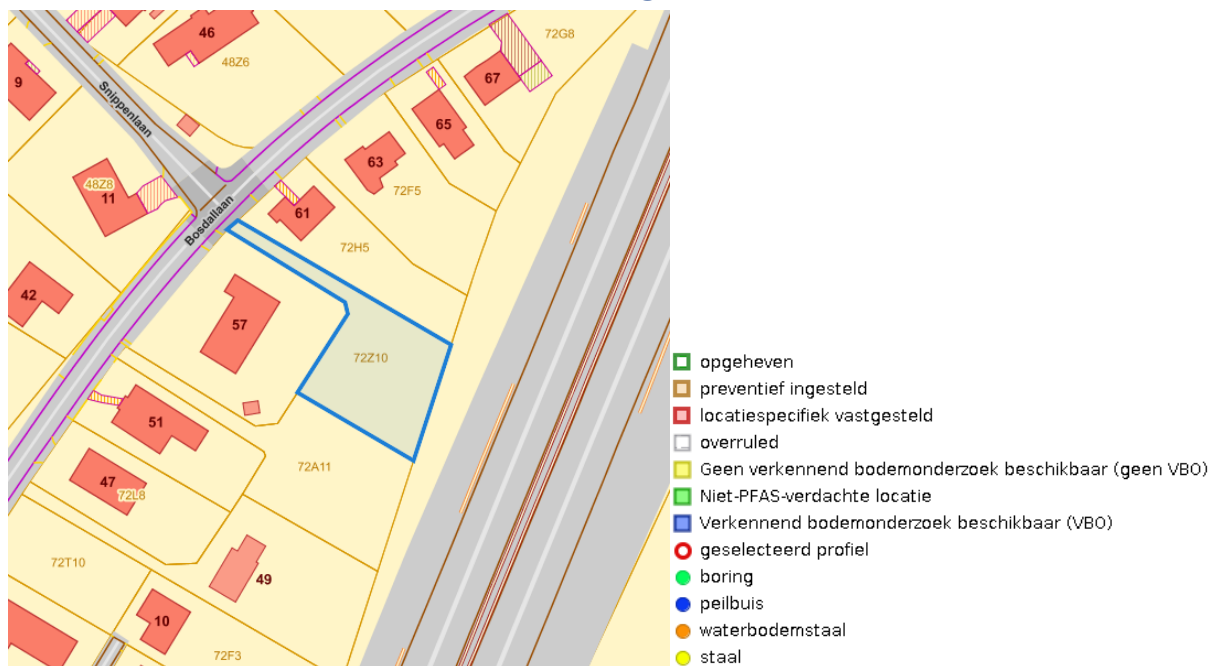 46
72G8
48Z6
9
67
Snippenlaan
65
63
48Z8
11
72F5
61
Bosdallaan
72H5
42
57
72Z10
51
72A11
47
72L8
72T10
49
10
72F3
opgeheven
preventief ingesteld
locatiespecifiek vastgesteld
overruled
Geen verkennend bodemonderzoek beschikbaar (geen VBO)
Niet-PFAS-verdachte locatie
Verkennend bodemonderzoek beschikbaar (VBO)
geselecteerd profiel
boring
peilbuis
waterbodemstaal
staal